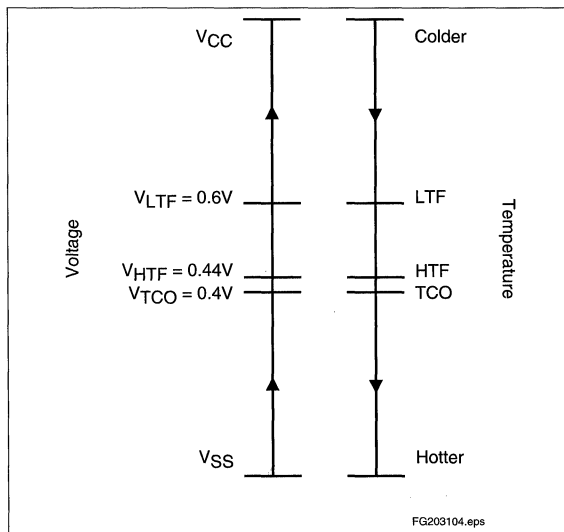 VCC
Colder
VLTF = 0.6V
LTF
Voltage
Temperature
VHTF = 0.44V
HTF
VTCO = 0.4V
TCO
VSS
Hotter
FG203104.eps